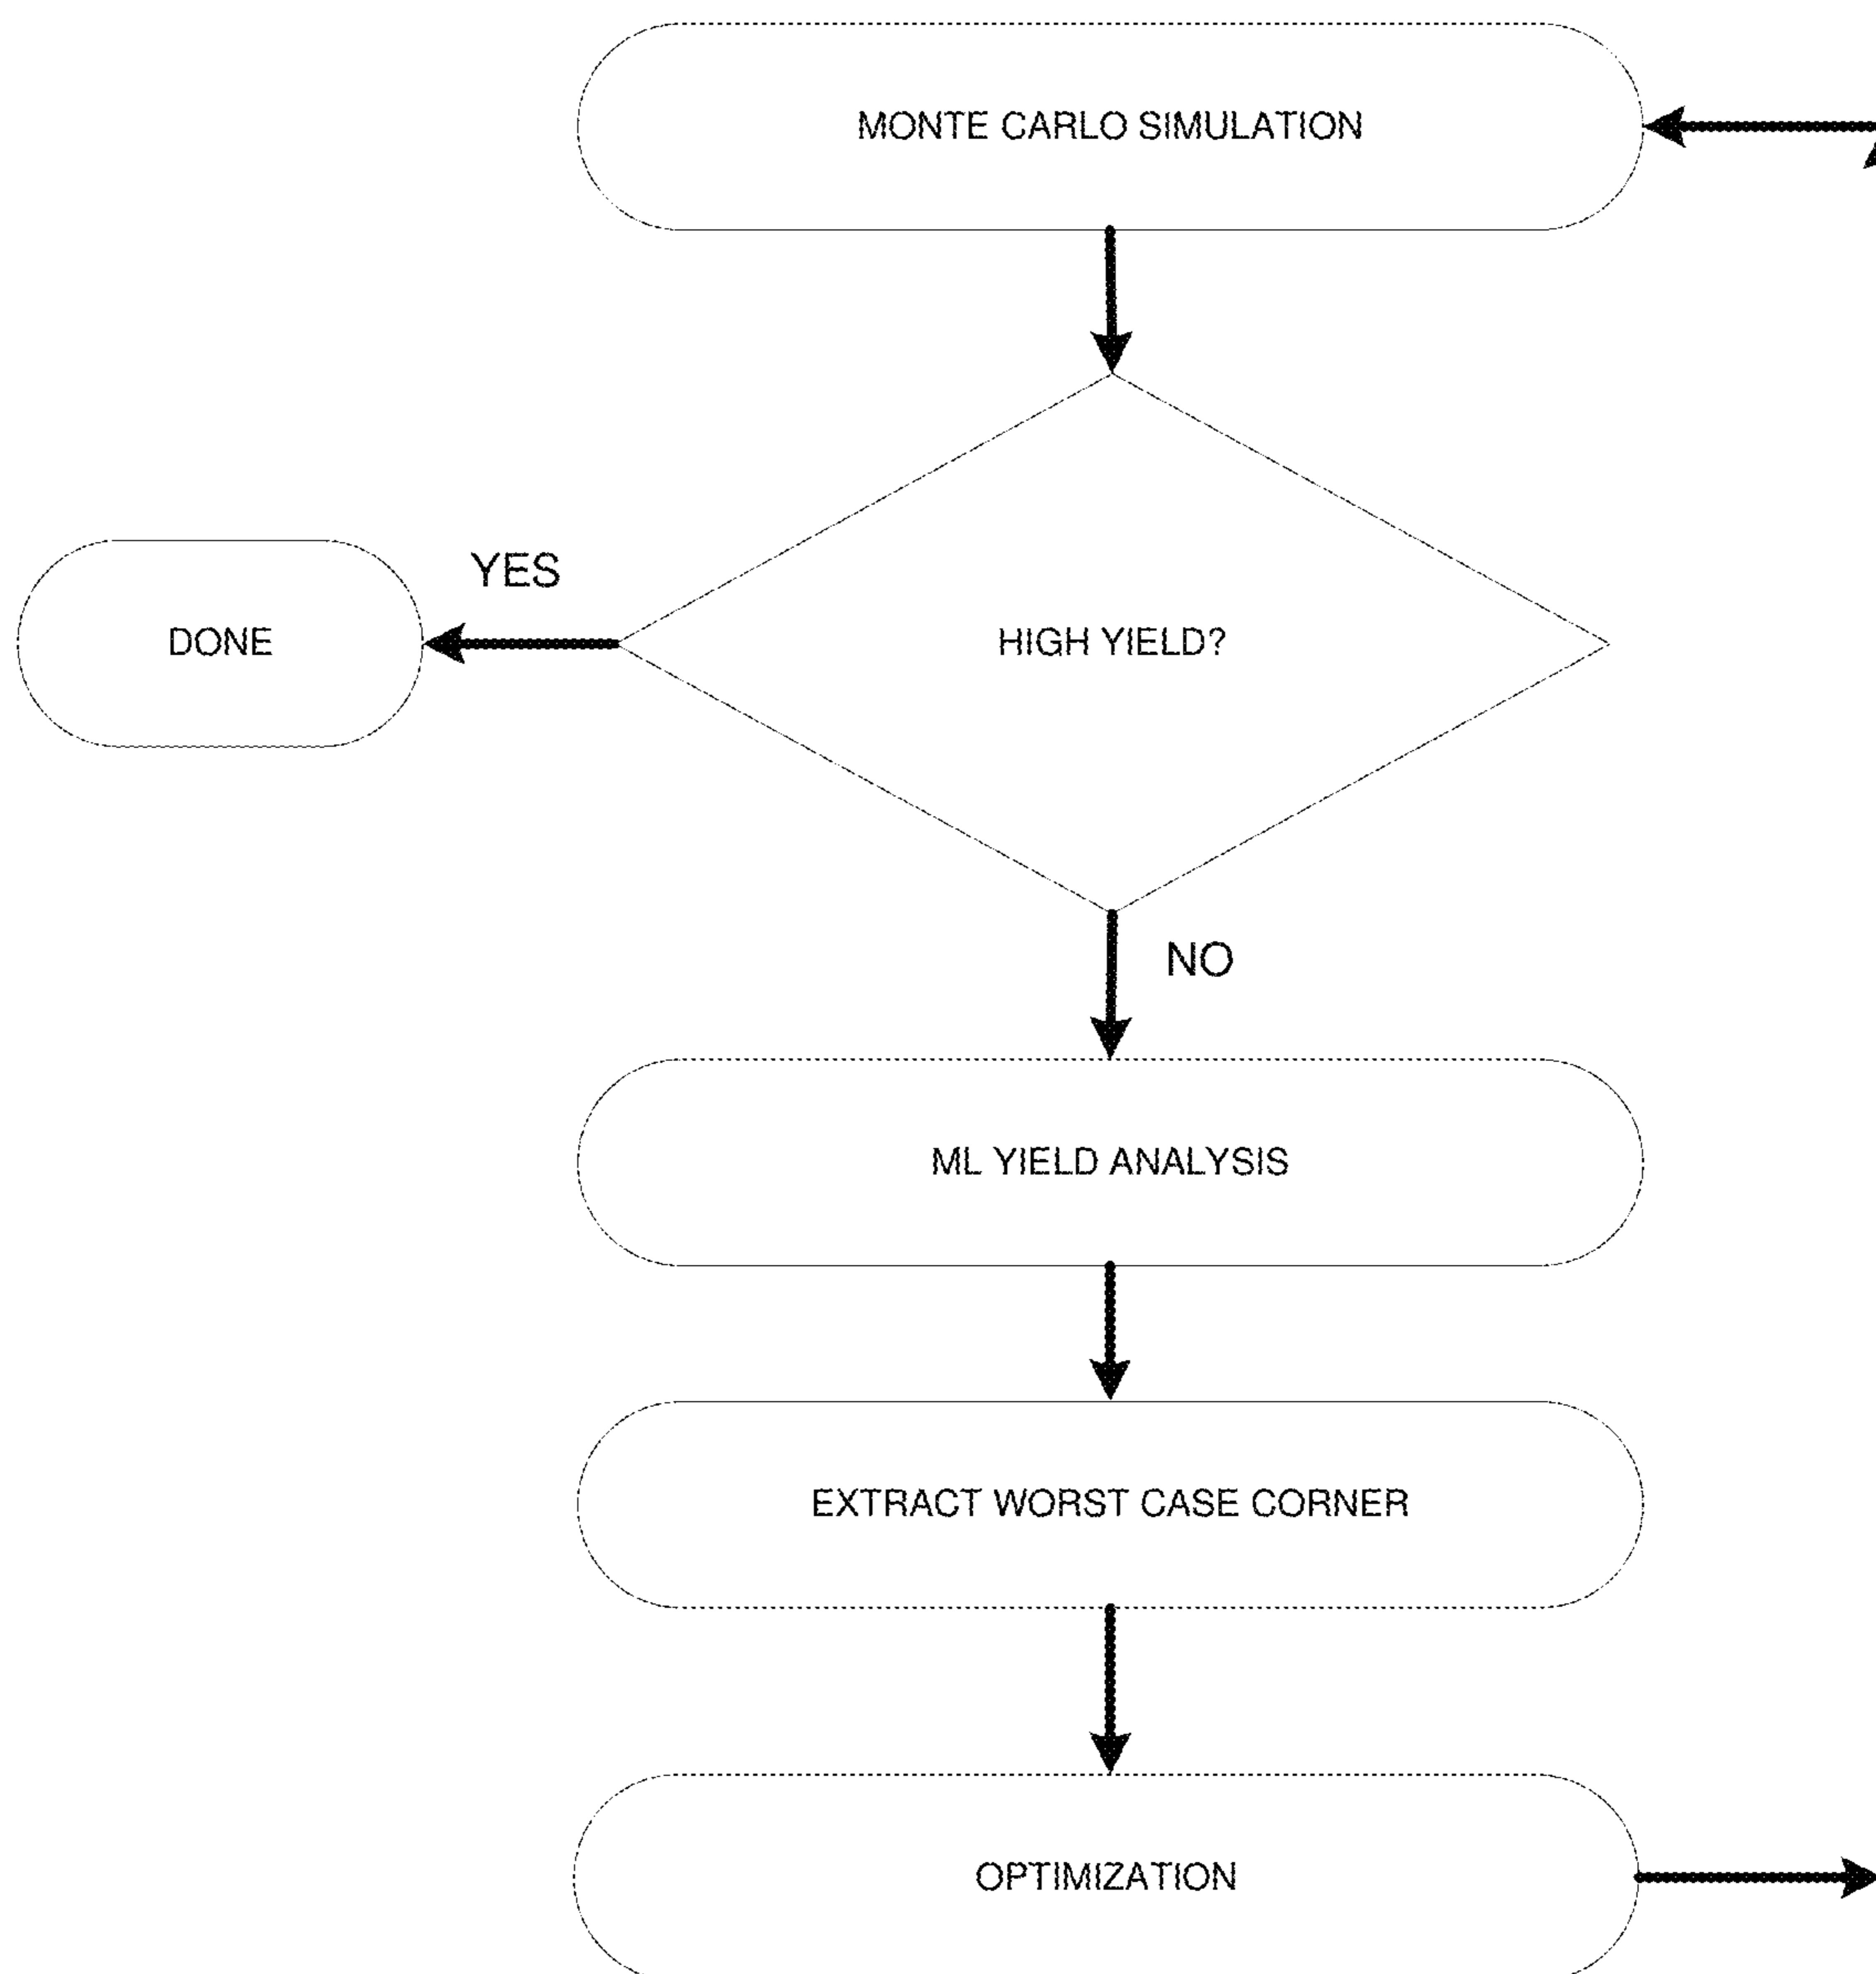 MONTE CARLO SIMULATION
YES
DONE
HIGH YIELD?
NO
ML YIELD ANALYSIS
EXTRACT WORST CASE CORNER
OPTIMIZATION